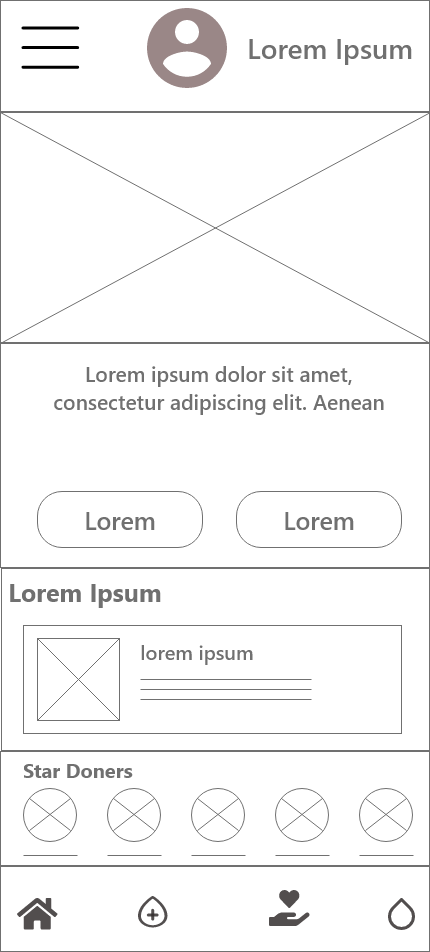 Lorem Ipsum
Lorem ipsum dolor sit amet,
consectetur adipiscing elit. Aenean
Lorem
Lorem
Lorem Ipsum
lorem ipsum
Star Doners